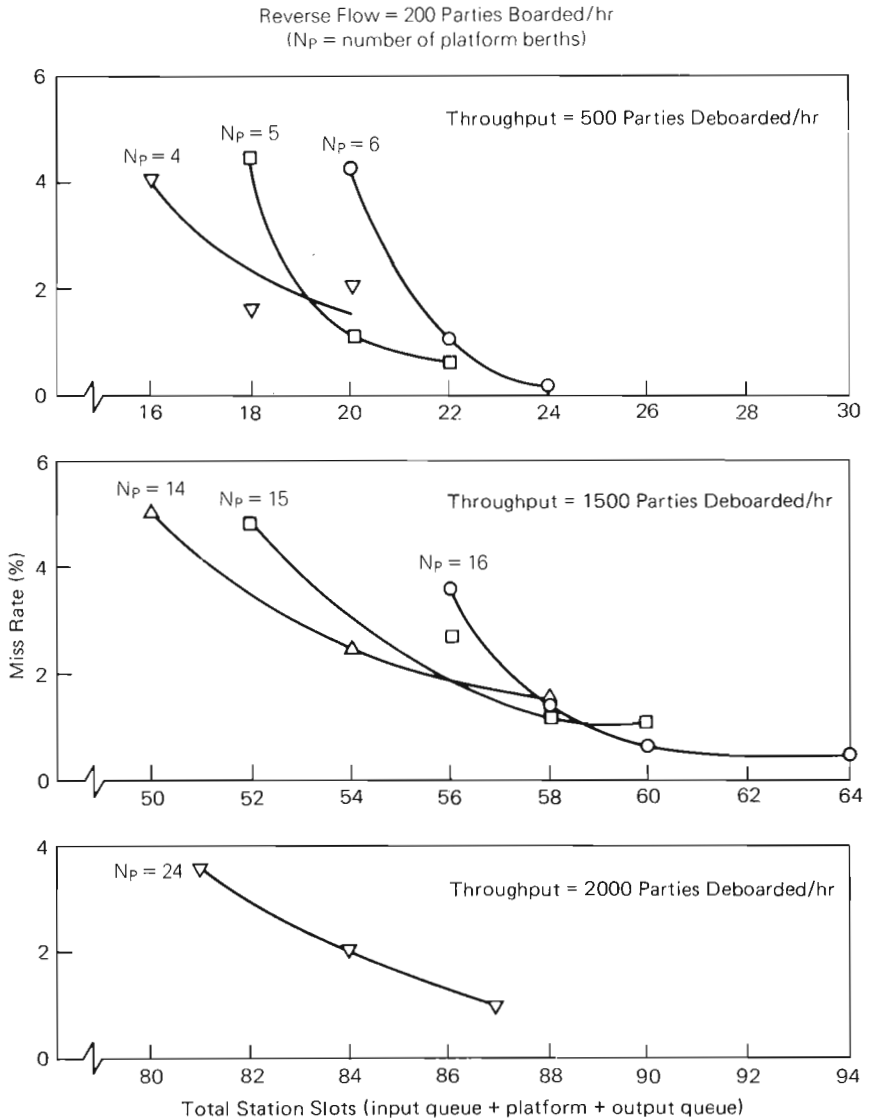 Reverse Flow = 200 Parties Boarded/hr
(NP = number of platform berths)
6
4
2
0
Throughput = 500 Parties Deboarded/hr
NP = 4
NP = 5
NP = 6
16 18 20 22 24 26 28 30
6
4
2
0
Miss Rate (%)
Throughput = 1500 Parties Deboarded/hr
NP = 14
NP = 15
NP = 16
50 52 54 56 58 60 62 64
4
2
0
Throughput = 2000 Parties Deboarded/hr
NP = 24
80 82 84 86 88 90 92 94
Total Station Slots (input queue + platform + output queue)